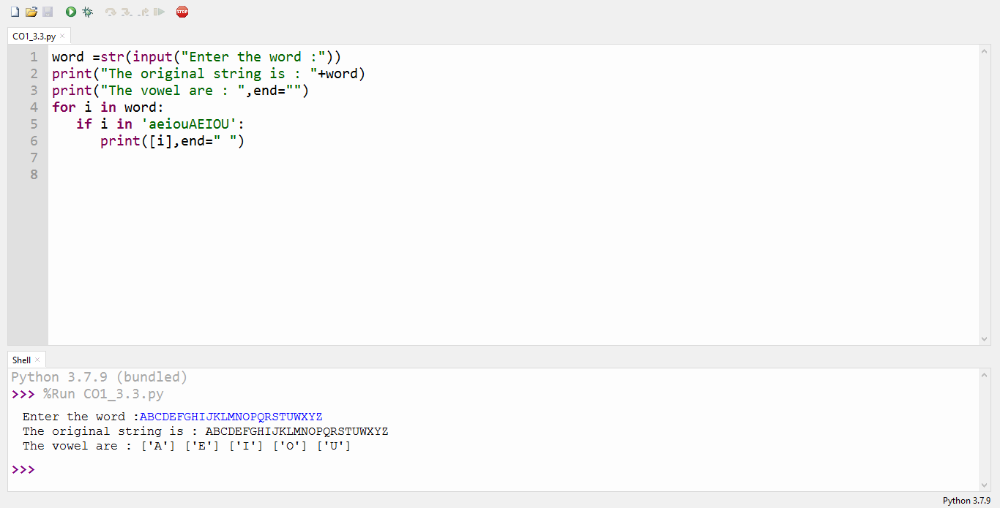 STOP
CO1_3.3.py ×
1 word =str(input("Enter the word :"))
2 print("The original string is : "+word)
3 print("The vowel are : ",end="")
4 for i in word:
5    if i in 'aeiouAEIOU':
6       print([i],end=" ")
7
8
Shell ×
Python 3.7.9 (bundled)
>>> %Run CO1_3.3.py
Enter the word :ABCDEFGHIJKLMNOPQRSTUWXYZ
The original string is : ABCDEFGHIJKLMNOPQRSTUWXYZ
The vowel are : ['A'] ['E'] ['I'] ['O'] ['U']
>>>
Python 3.7.9